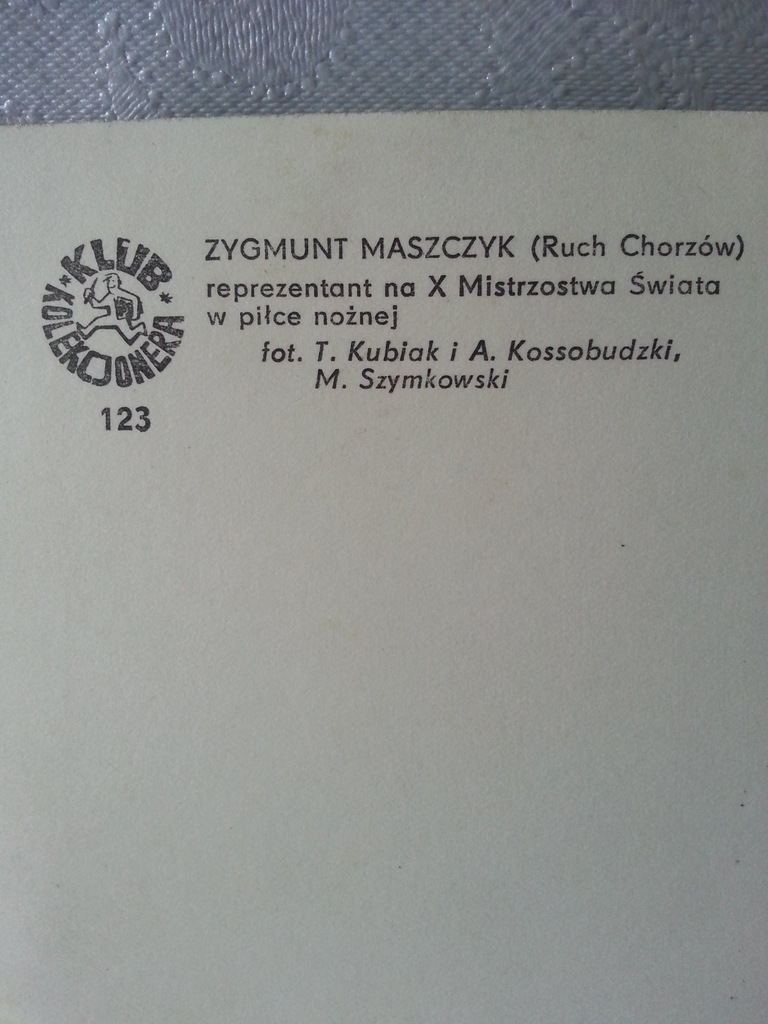 KLUB KOLEKCJONERA
123
ZYGMUNT MASZCZYK (Ruch Chorzów)
reprezentant na X Mistrzostwa Świata
w piłce nożnej
fot. T. Kubiak i A. Kossobudzki,
M. Szymkowski